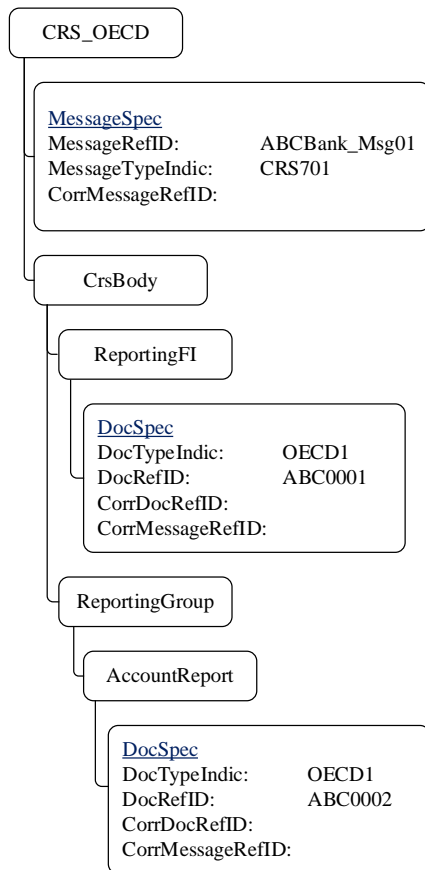 CRS_OECD
MessageSpec
MessageRefID: ABCBank_Msg01
MessageTypeIndic: CRS701
CorrMessageRefID:
CrsBody
ReportingFI
DocSpec
DocTypeIndic: OECD1
DocRefID: ABC0001
CorrDocRefID:
CorrMessageRefID:
ReportingGroup
AccountReport
DocSpec
DocTypeIndic: OECD1
DocRefID: ABC0002
CorrDocRefID:
CorrMessageRefID: